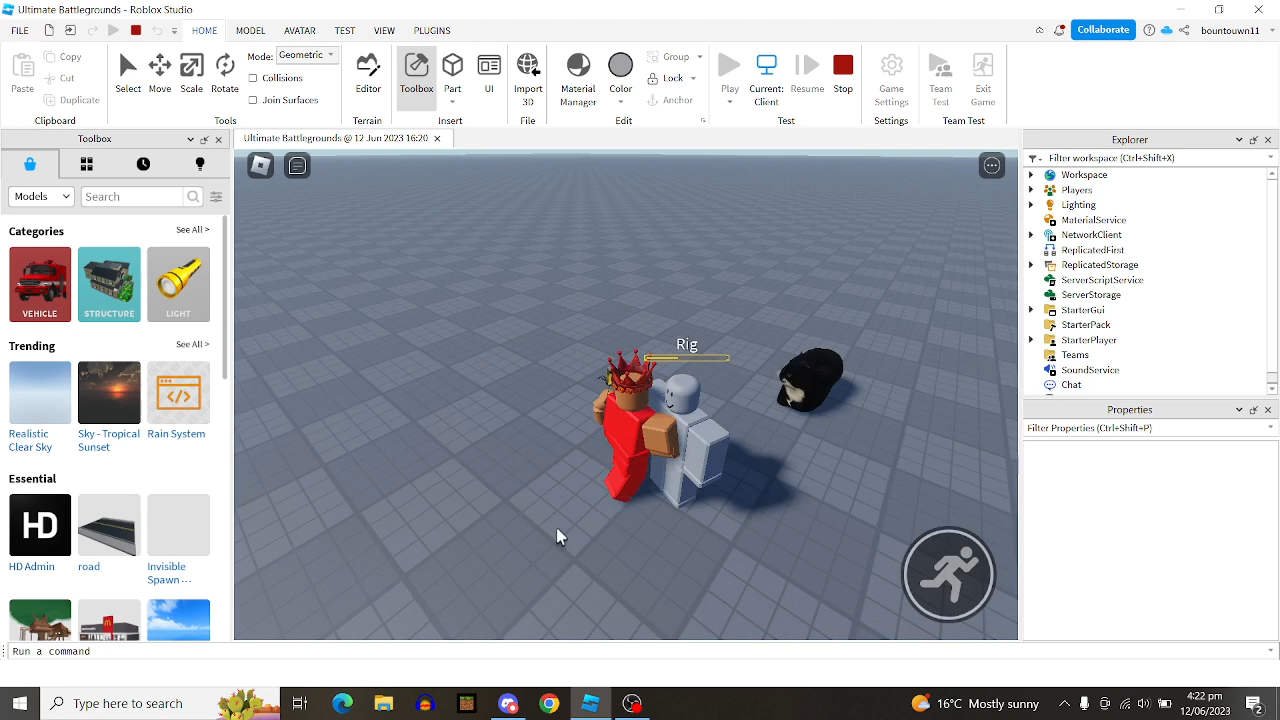 Ultimate Battlegrounds - Roblox Studio
FILE HOME MODEL AVATAR TEST VIEW PLUGINS Collaborate bountown11
Paste Copy Cut Duplicate
Clipboard
Select Move Scale Rotate Mode: Geometric Collisions Join Surfaces
Tools
Editor
Terrain
Toolbox Part UI
Insert
Import 3D
File
Material Manager Color Group Lock Anchor
Edit
Play Current: Client Resume Stop
Test
Game Settings
Settings
Team Test Exit Game
Team Test
Toolbox
Models Search
Categories See All >
VEHICLE STRUCTURE LIGHT
Trending See All >
Realistic Clear Sky
Sky - Tropical Sunset
Rain System
Essential
HD
HD Admin road Invisible Spawn ...
Ultimate Battlegrounds @ 12 Jun 2023 16:20
Rig
Explorer
Filter workspace (Ctrl+Shift+X)
Workspace
Players
Lighting
MaterialService
NetworkClient
ReplicatedFirst
ReplicatedStorage
ServerScriptService
ServerStorage
StarterGui
StarterPack
StarterPlayer
Teams
SoundService
Chat
Properties
Filter Properties (Ctrl+Shift+P)
Run a command
Type here to search
16°C Mostly sunny
4:22 pm
12/06/2023
2